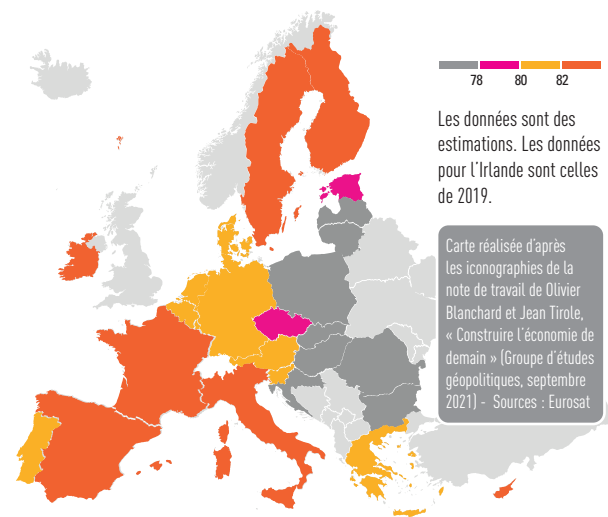 78 80 82
Les données sont des
estimations. Les données
pour l'Irlande sont celles
de 2019.
Carte réalisée d'après
les iconographies de la
note de travail de Olivier
Blanchard et Jean Tirole,
« Construire l'économie de
demain » (Groupe d'études
géopolitiques, septembre
2021) - Sources : Eurosat